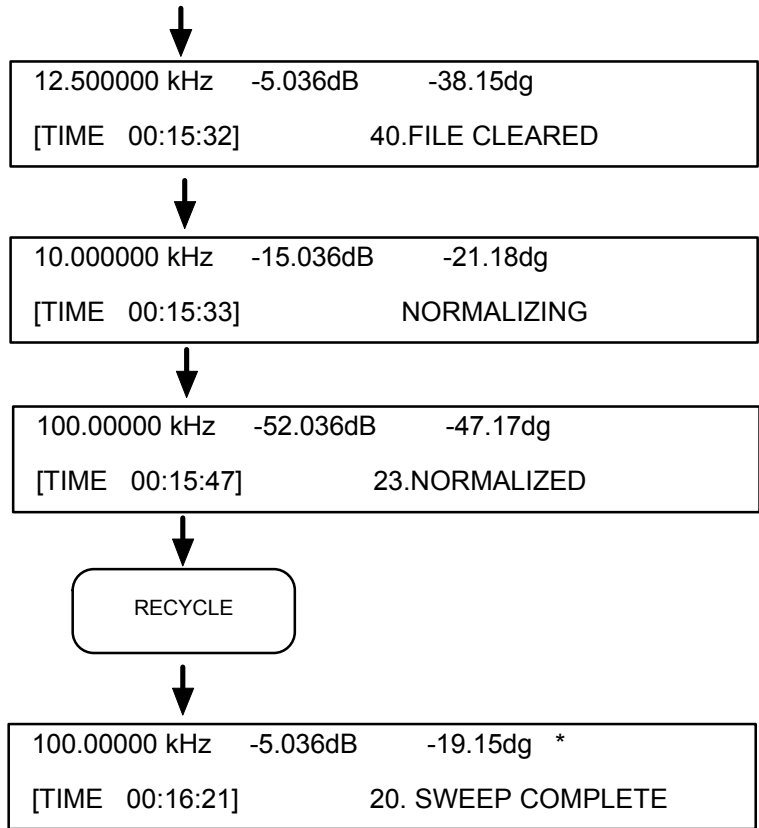 12.500000 kHz -5.036dB -38.15dg
[TIME 00:15:32] 40.FILE CLEARED
10.000000 kHz -15.036dB -21.18dg
[TIME 00:15:33] NORMALIZING
100.00000 kHz -52.036dB -47.17dg
[TIME 00:15:47] 23.NORMALIZED
RECYCLE
100.00000 kHz -5.036dB -19.15dg *
[TIME 00:16:21] 20. SWEEP COMPLETE